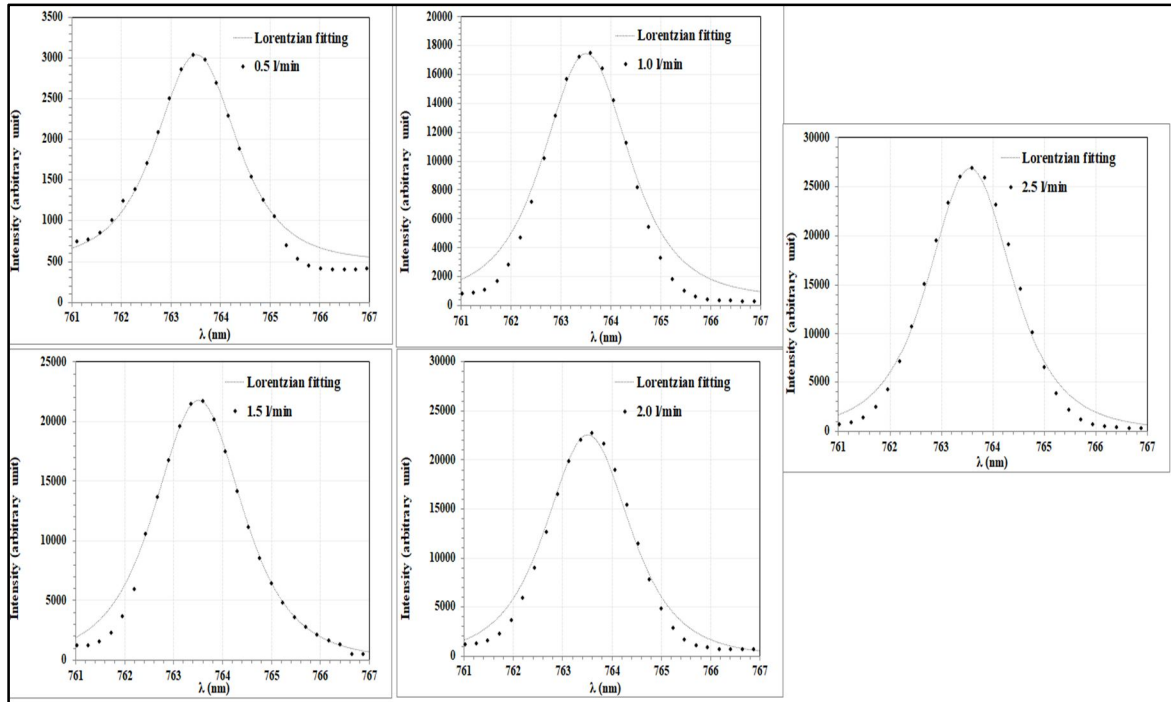 3500
3000
2500
2000
1500
1000
500
0
Intensity (arbitrary unit)
Lorentzian fitting
0.5 l/min
761 762 763 764 765 766 767
λ (nm)
20000
18000
16000
14000
12000
10000
8000
6000
4000
2000
0
Intensity (arbitrary unit)
Lorentzian fitting
1.0 l/min
761 762 763 764 765 766 767
λ (nm)
30000
25000
20000
15000
10000
5000
0
Intensity (arbitrary unit)
Lorentzian fitting
2.5 l/min
761 762 763 764 765 766 767
λ (nm)
25000
20000
15000
10000
5000
0
Intensity (arbitrary unit)
Lorentzian fitting
1.5 l/min
761 762 763 764 765 766 767
λ (nm)
30000
25000
20000
15000
10000
5000
0
Intensity (arbitrary unit)
Lorentzian fitting
2.0 l/min
761 762 763 764 765 766 767
λ (nm)